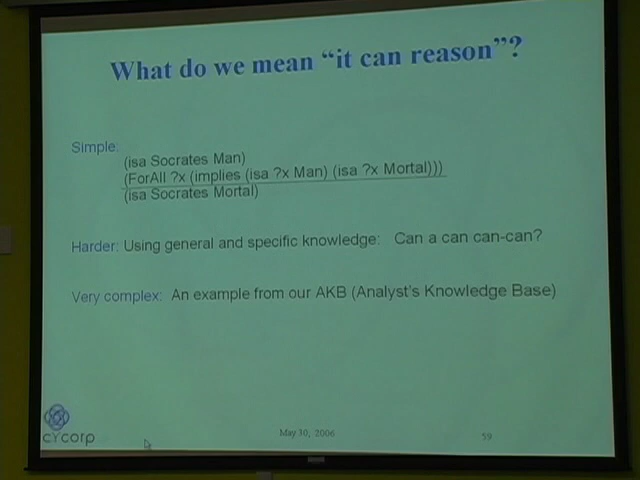 What do we mean “it can reason”?
Simple:
(isa Socrates Man)
(ForAll ?x (implies (isa ?x Man) (isa ?x Mortal)))
(isa Socrates Mortal)
Harder: Using general and specific knowledge: Can a can can-can?
Very complex: An example from our AKB (Analyst's Knowledge Base)
cycorp
May 30, 2006
59